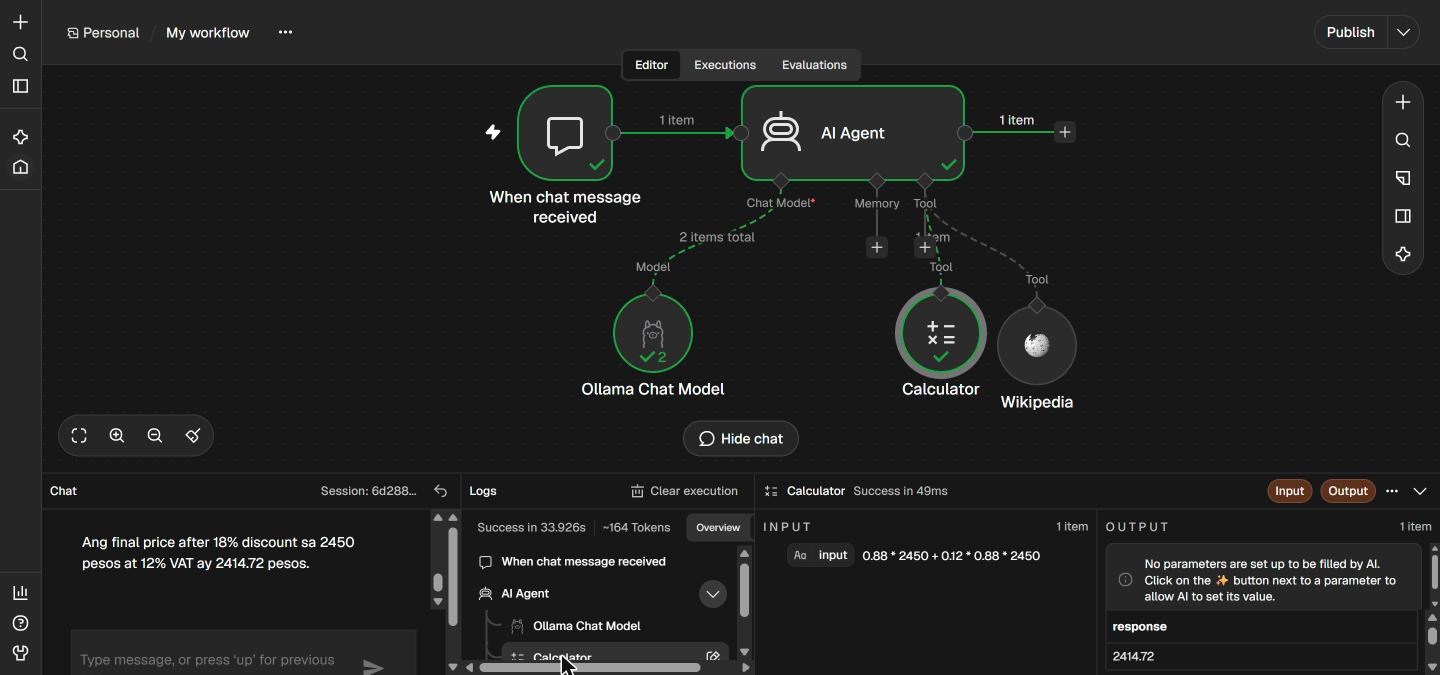 Personal / My workflow ...
Publish
Editor Executions Evaluations
1 item
AI Agent
1 item
When chat message
received
Chat Model* Memory Tool
2 items total
Model
Tool
Tool
2
Ollama Chat Model
Calculator
Wikipedia
Hide chat
Chat Session: 6d288...
Ang final price after 18% discount sa 2450
pesos at 12% VAT ay 2414.72 pesos.
Type message, or press ‘up’ for previous
Logs Clear execution
Success in 33.926s ~164 Tokens Overview
When chat message received
AI Agent
Ollama Chat Model
Calculator
Calculator Success in 49ms Input Output ...
INPUT 1 item
Aa input 0.88 * 2450 + 0.12 * 0.88 * 2450
OUTPUT 1 item
No parameters are set up to be filled by AI.
Click on the ✨ button next to a parameter to
allow AI to set its value.
response
2414.72